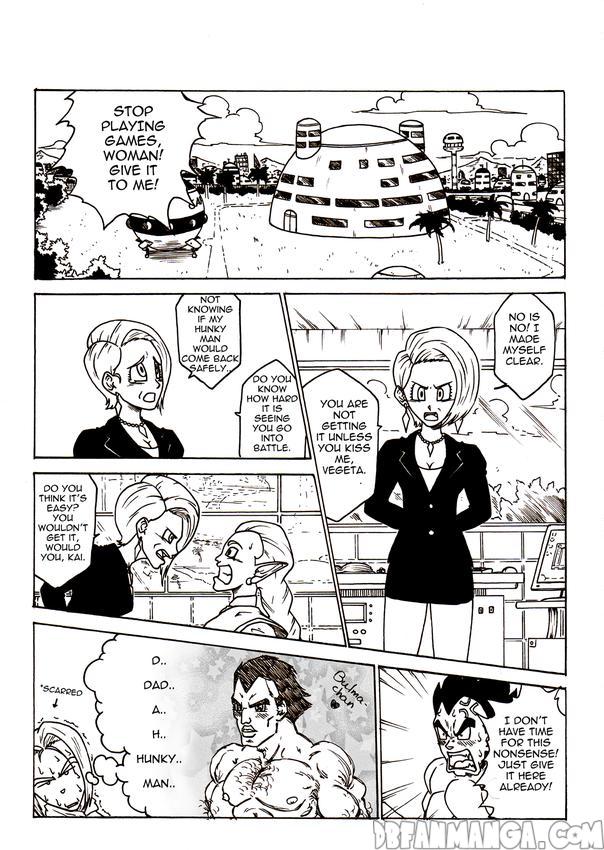 STOP
PLAYING
GAMES,
WOMAN!
GIVE IT
TO ME!
NO IS
NO! I
MADE
MYSELF
CLEAR.
YOU ARE
NOT
GETTING
IT UNLESS
YOU KISS
ME,
VEGETA.
NOT
KNOWING
IF MY
HUNKY
MAN
WOULD
COME BACK
SAFELY..
DO YOU
KNOW
HOW HARD
IT IS
SEEING
YOU GO
INTO
BATTLE.
DO YOU
THINK IT'S
EASY?
YOU
WOULDN'T
GET IT,
WOULD
YOU, KAI.
I DON'T
HAVE TIME
FOR THIS
NONSENSE!
JUST GIVE
IT HERE
ALREADY!
Bulma-
chan
D..
DAD..
A..
H..
HUNKY..
MAN..
*SCARRED
DBFANMANGA.COM